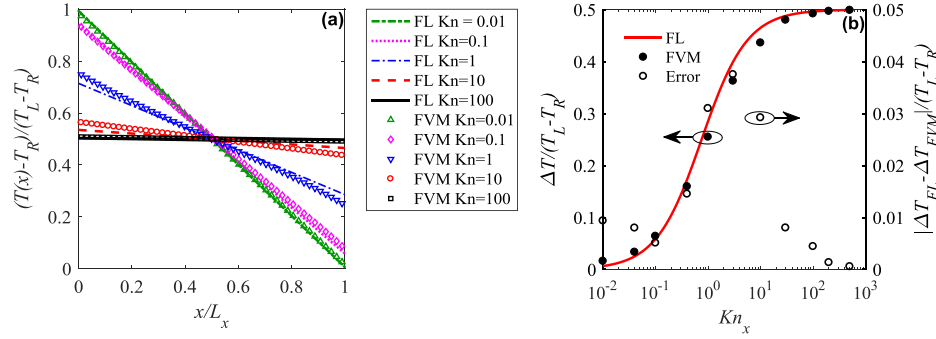 (a)
(T(x)-T_R)/(T_L-T_R)
1
0.8
0.6
0.4
0.2
0
0 0.2 0.4 0.6 0.8 1
x/L_x
FL Kn = 0.01
FL Kn=0.1
FL Kn=1
FL Kn=10
FL Kn=100
FVM Kn=0.01
FVM Kn=0.1
FVM Kn=1
FVM Kn=10
FVM Kn=100
(b)
ΔT/(T_L-T_R)
0.5
0.4
0.3
0.2
0.1
0
FL
FVM
Error
10^-2 10^-1 10^0 10^1 10^2
Kn_x
0.05
0.04
0.03
0.02
0.01
0.00
|ΔT_FL-ΔT_FVM|/(T_L-T_R)